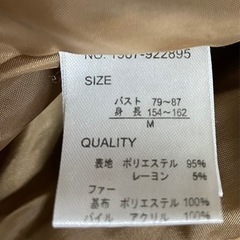 NO. 1907-922895
SIZE
バスト 79~87
身 長 154~162
M
QUALITY
表地 ポリエステル 95%
レーヨン 5%
ファー
基布 ポリエステル 100%
パイル アクリル 100%